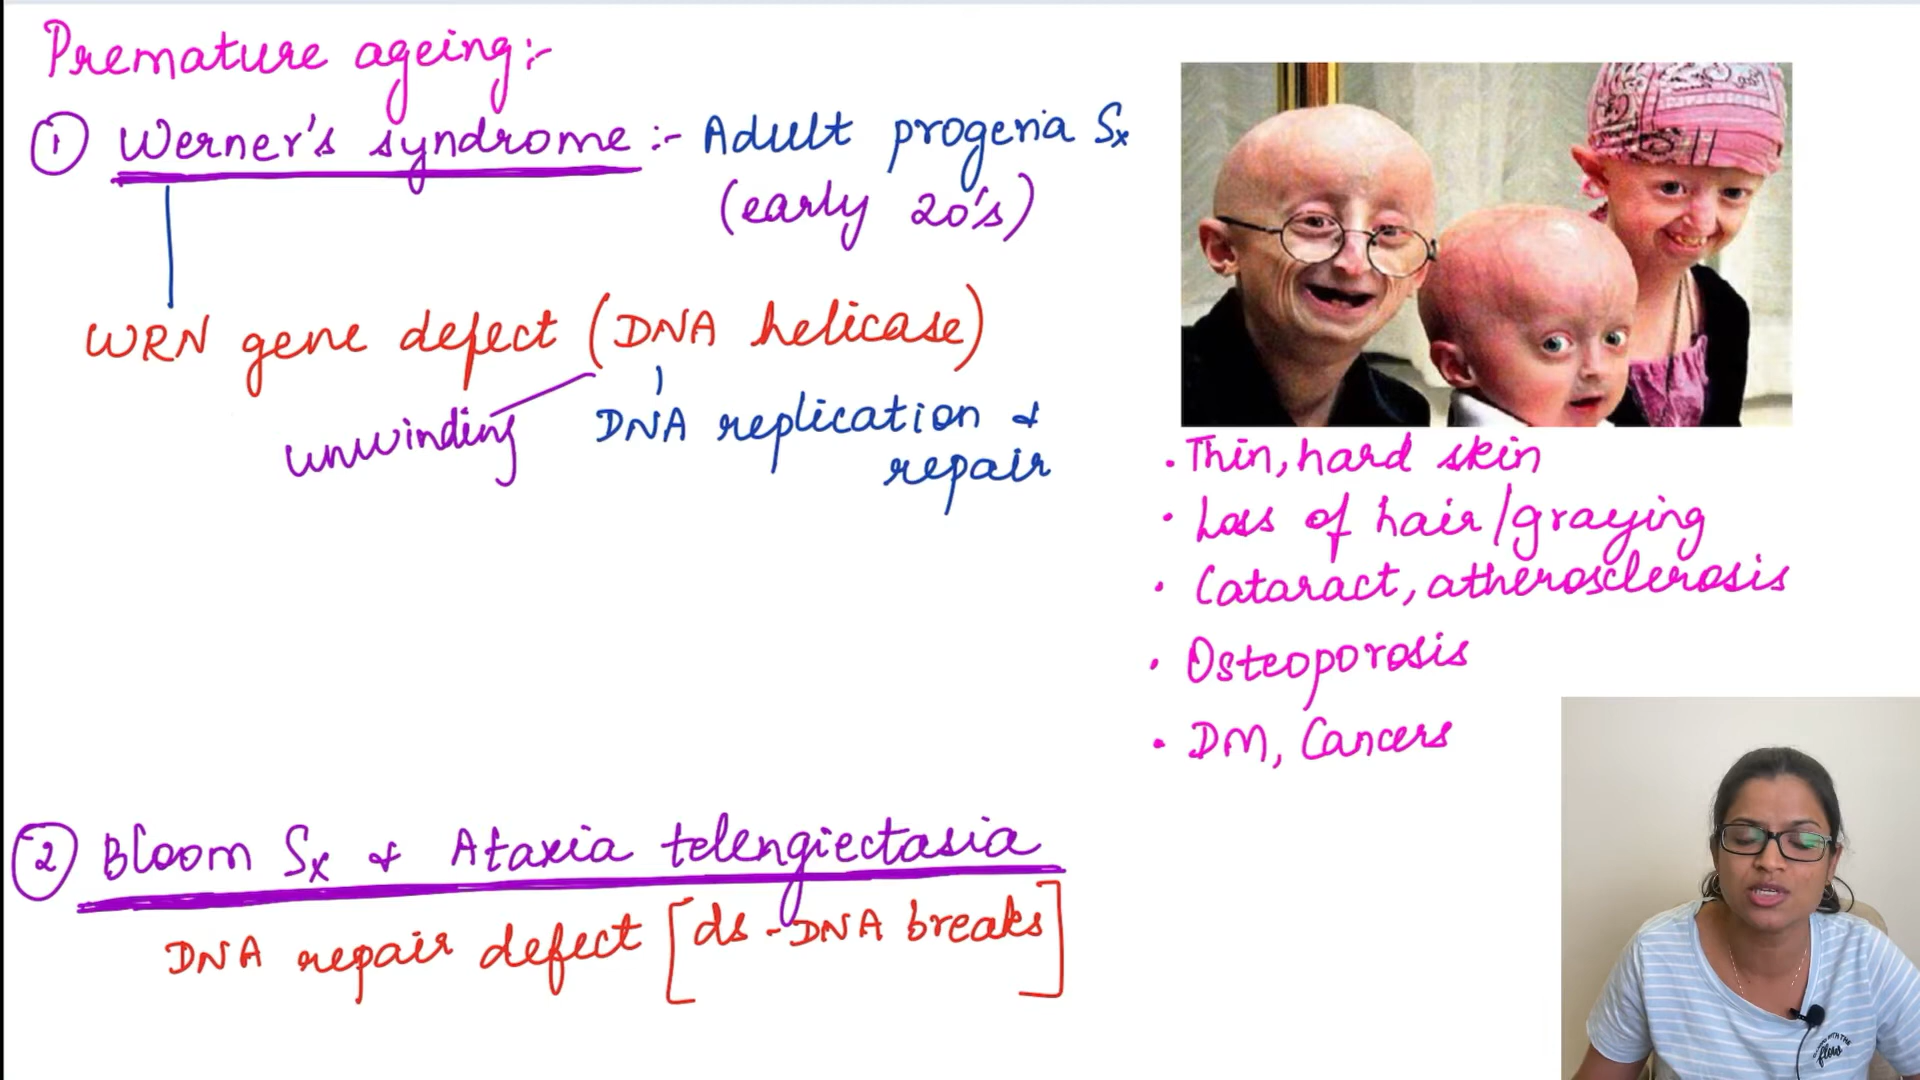 Premature ageing:-
① Werner's syndrome :- Adult progeria Sx
(early 20's)
WRN gene defect (DNA helicase)
unwinding
DNA replication &
repair
· Thin, hard skin
· Loss of hair/graying
· Cataract, atherosclerosis
· Osteoporosis
· DM, Cancers
② Bloom Sx & Ataxia telengiectasia
DNA repair defect [ds-DNA breaks]
flow